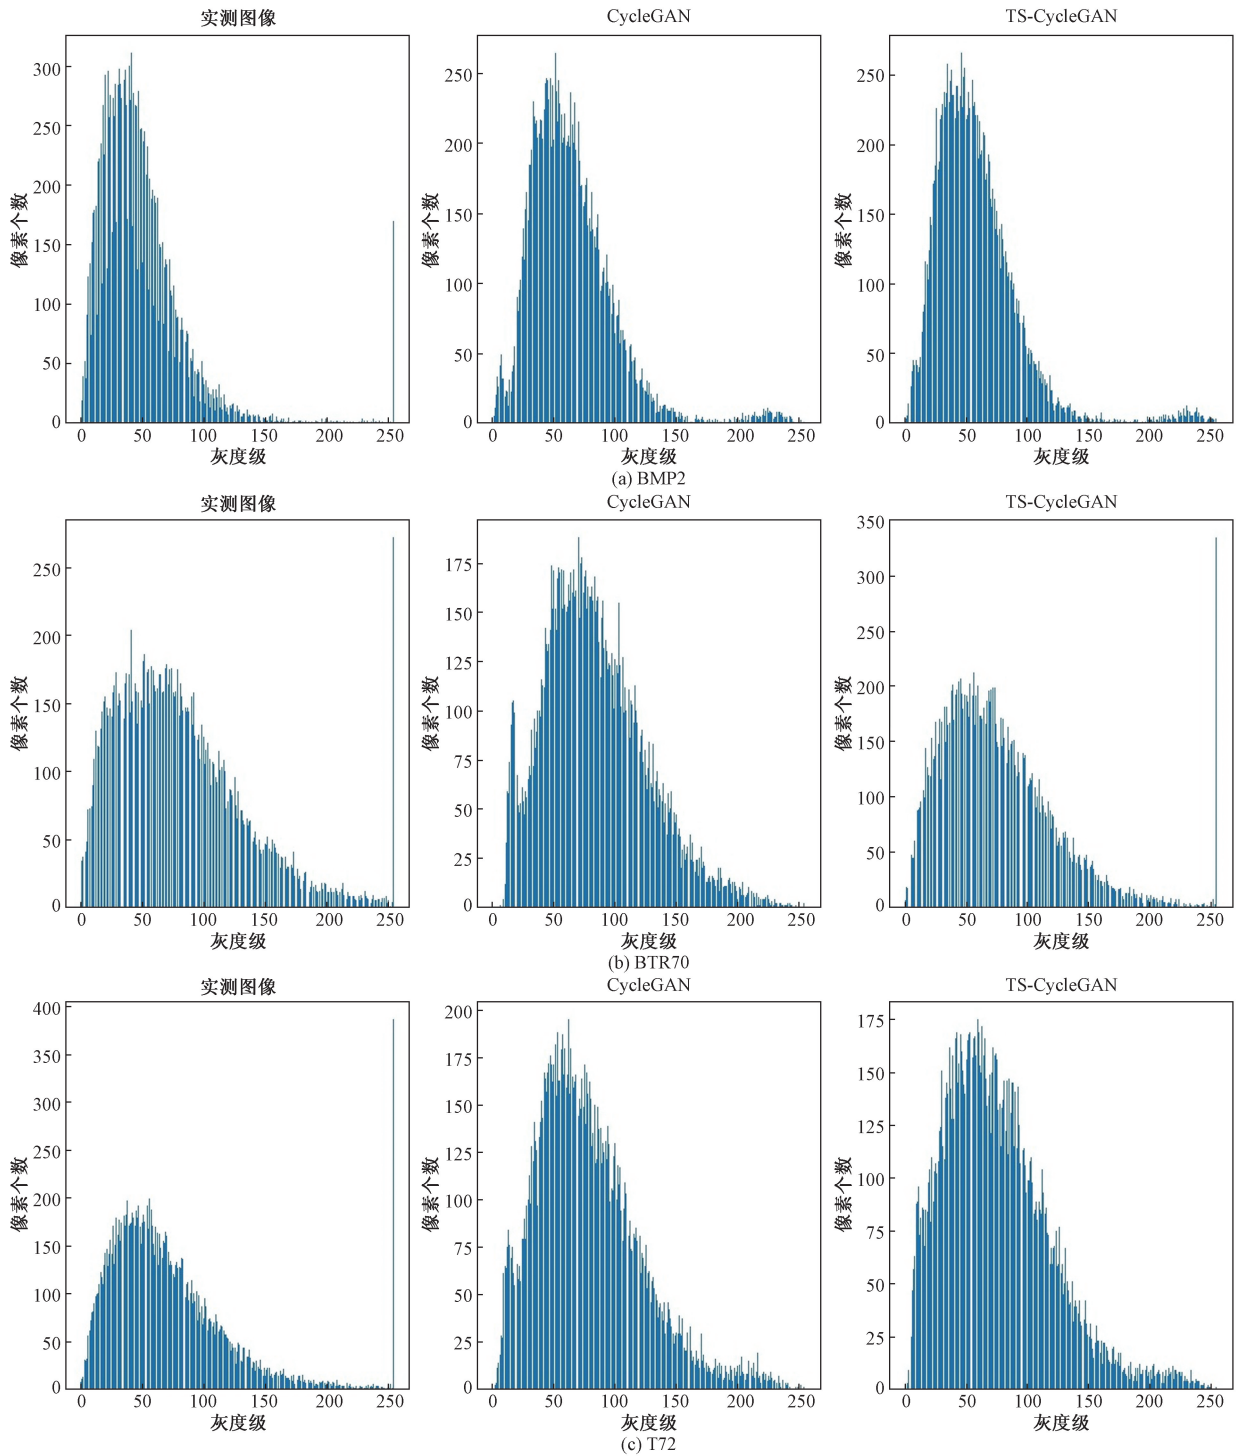 实测图像 CycleGAN TS-CycleGAN
像素个数 300 250 200 150 100 50 0
0 50 100 150 200 250
灰度级
像素个数 250 200 150 100 50 0
0 50 100 150 200 250
灰度级
像素个数 250 200 150 100 50 0
0 50 100 150 200 250
灰度级
(a) BMP2
实测图像 CycleGAN TS-CycleGAN
像素个数 250 200 150 100 50 0
0 50 100 150 200 250
灰度级
像素个数 175 150 125 100 75 50 25 0
0 50 100 150 200 250
灰度级
像素个数 350 300 250 200 150 100 50 0
0 50 100 150 200 250
灰度级
(b) BTR70
实测图像 CycleGAN TS-CycleGAN
像素个数 400 350 300 250 200 150 100 50 0
0 50 100 150 200 250
灰度级
像素个数 200 175 150 125 100 75 50 25 0
0 50 100 150 200 250
灰度级
像素个数 175 150 125 100 75 50 25 0
0 50 100 150 200 250
灰度级
(c) T72